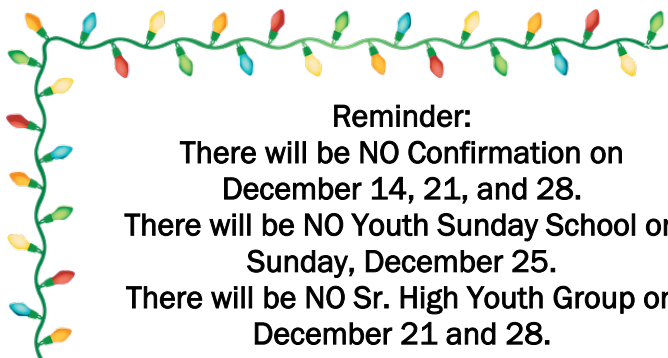 Reminder:
There will be NO Confirmation on
December 14, 21, and 28.
There will be NO Youth Sunday School on
Sunday, December 25.
There will be NO Sr. High Youth Group on
December 21 and 28.